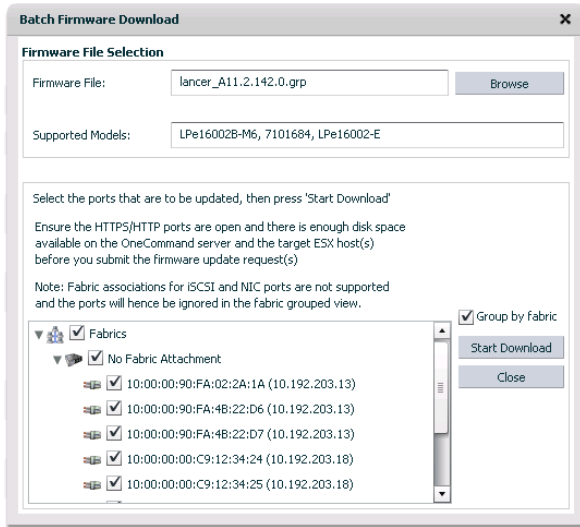 Batch Firmware Download
Firmware File Selection
Firmware File:
lancer_A11.2.142.0.grp
Browse
Supported Models:
LPe16002B-M6, 7101684, LPe16002-E
Select the ports that are to be updated, then press 'Start Download'
Ensure the HTTPS/HTTP ports are open and there is enough disk space
available on the OneCommand server and the target ESX host(s)
before you submit the firmware update request(s)
Note: Fabric associations for iSCSI and NIC ports are not supported
and the ports will hence be ignored in the fabric grouped view.
Group by fabric
Fabrics
Start Download
No Fabric Attachment
Close
10:00:00:90:FA:02:2A:1A (10.192.203.13)
10:00:00:90:FA:4B:22:D6 (10.192.203.13)
10:00:00:90:FA:4B:22:D7 (10.192.203.13)
10:00:00:00:C9:12:34:24 (10.192.203.18)
10:00:00:00:C9:12:34:25 (10.192.203.18)